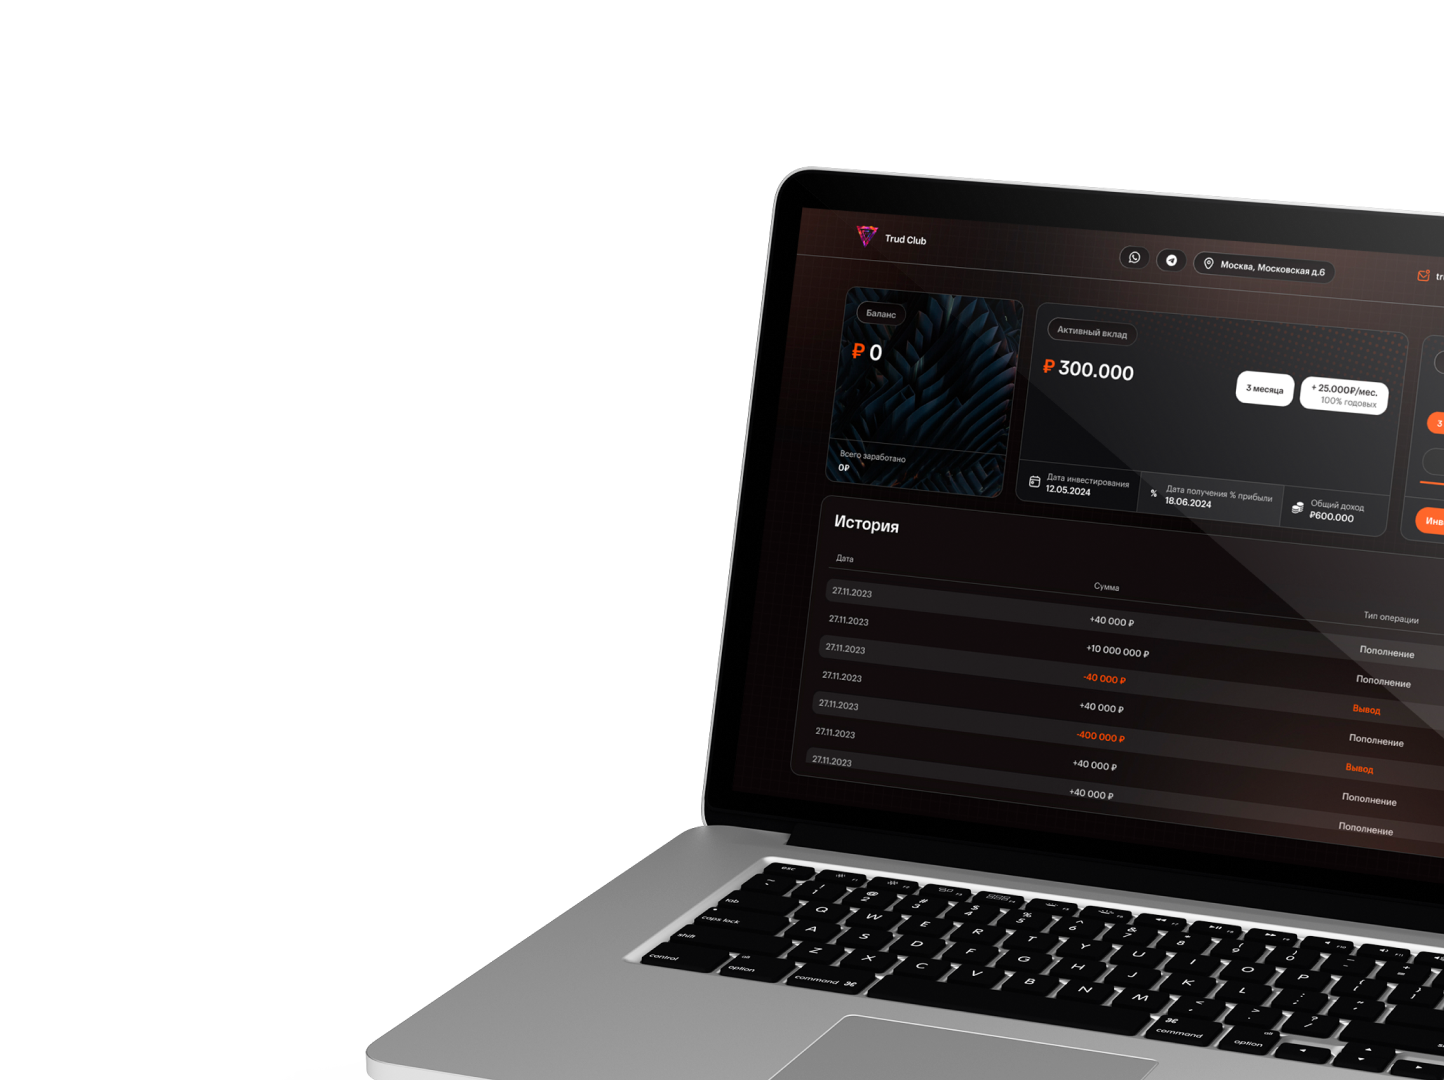 Trud Club
Москва, Московская д.6
Баланс
₽ 0
Всего заработано
0₽
Активный вклад
₽ 300.000
3 месяца
+ 25.000₽/мес.
100% годовых
Дата инвестирования
12.05.2024
Дата получения % прибыли
18.06.2024
Общий доход
₽600.000
История
Дата Сумма Тип операции
27.11.2023 +40 000 ₽ Пополнение
27.11.2023 +10 000 000 ₽ Пополнение
27.11.2023 -40 000 ₽ Вывод
27.11.2023 +40 000 ₽ Пополнение
27.11.2023 -400 000 ₽ Вывод
27.11.2023 +40 000 ₽ Пополнение
27.11.2023 +40 000 ₽ Пополнение
esc
tab Q W E R T Y U I O P
caps lock A S D F G H J K L
shift Z X C V B N M
control option command command option